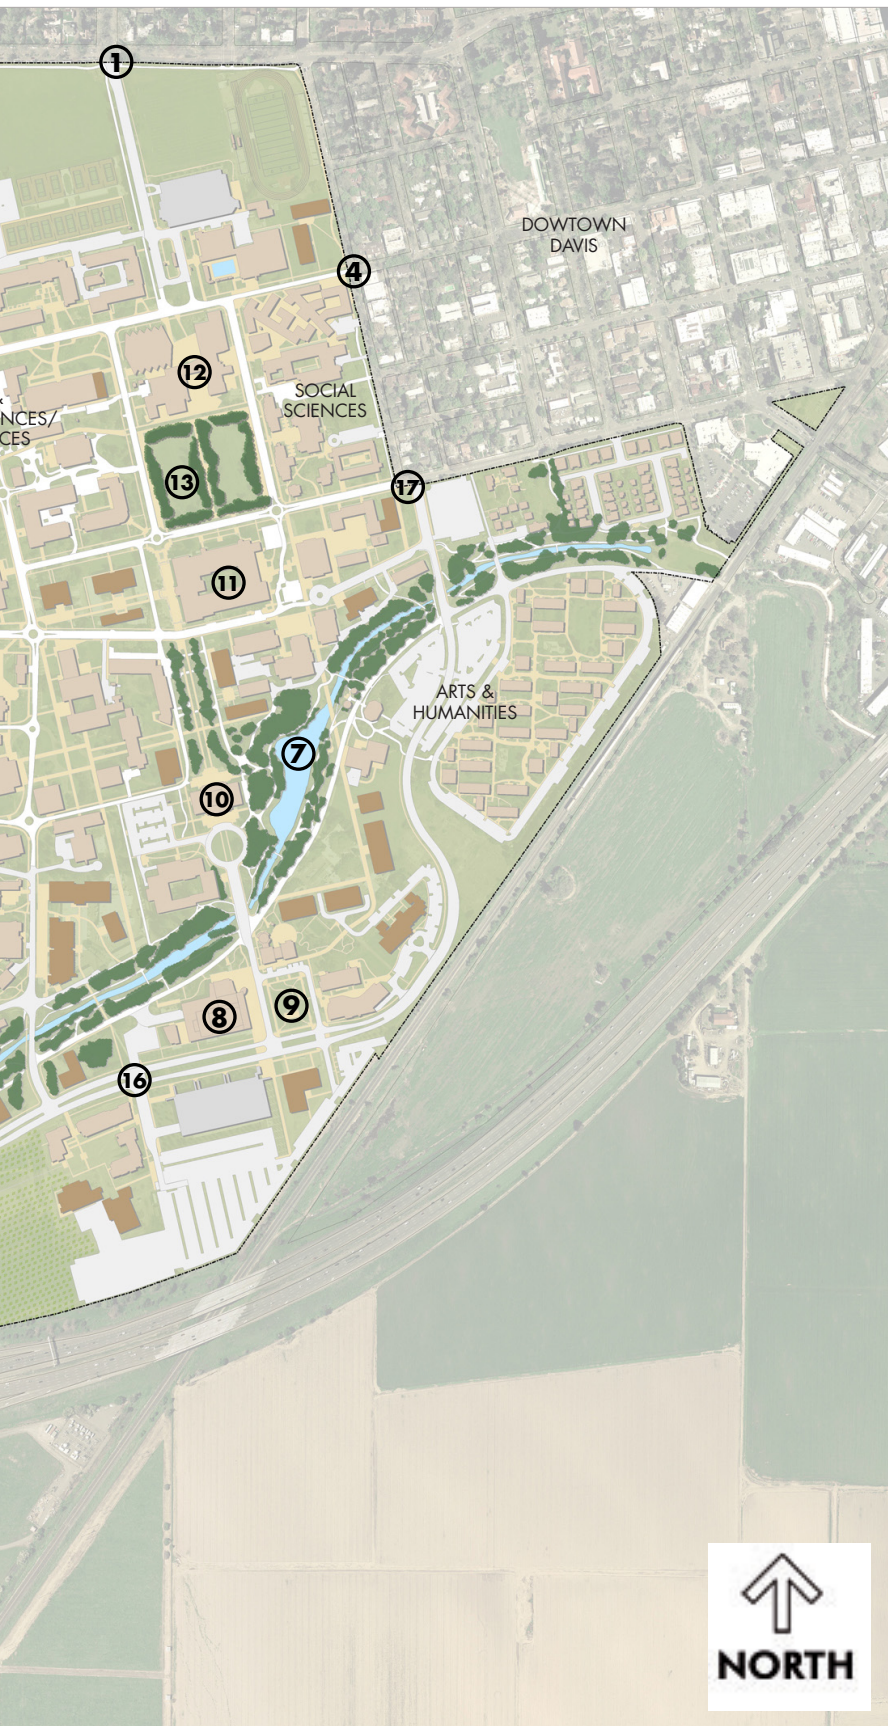 1
DOWTOWN
DAVIS
4
12
SOCIAL
SCIENCES
NCES/
CES
13
17
11
ARTS &
HUMANITIES
7
10
9
8
16
NORTH